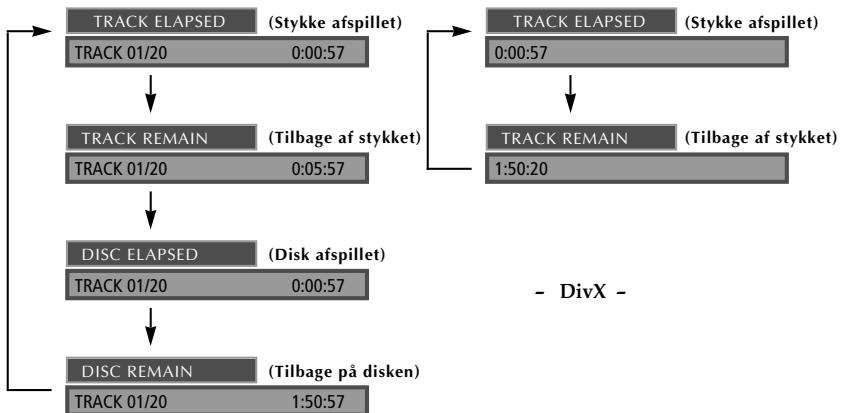 TRACK ELAPSED (Stykke afspillet)
TRACK 01/20 0:00:57
TRACK REMAIN (Tilbage af stykket)
TRACK 01/20 0:05:57
DISC ELAPSED (Disk afspillet)
TRACK 01/20 0:00:57
DISC REMAIN (Tilbage på disken)
TRACK 01/20 1:50:57
TRACK ELAPSED (Stykke afspillet)
0:00:57
TRACK REMAIN (Tilbage af stykket)
1:50:20
– DivX –